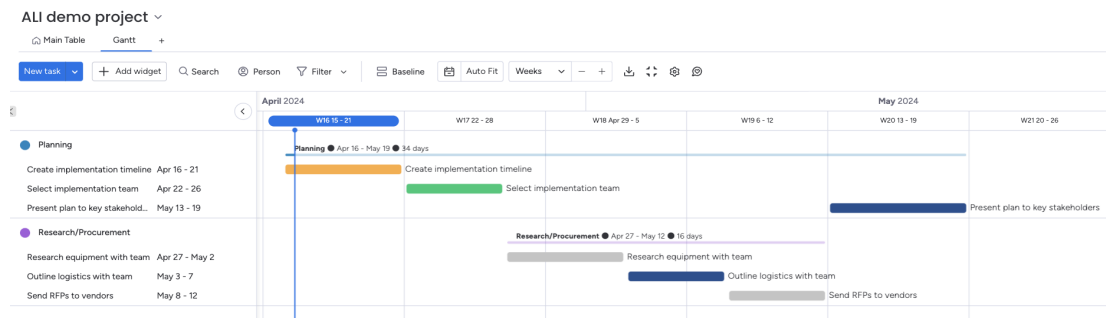 ALI demo project
Main Table Gantt +
New task Add widget Search Person Filter Baseline Auto Fit Weeks − +
April 2024 May 2024
W16 15 - 21 W17 22 - 28 W18 Apr 29 - 5 W19 6 - 12 W20 13 - 19 W21 20 - 26
Planning Planning ● Apr 16 - May 19 ● 34 days
Create implementation timeline Apr 16 - 21 Create implementation timeline
Select implementation team Apr 22 - 26 Select implementation team
Present plan to key stakehold... May 13 - 19 Present plan to key stakeholders
Research/Procurement Research/Procurement ● Apr 27 - May 12 ● 16 days
Research equipment with team Apr 27 - May 2 Research equipment with team
Outline logistics with team May 3 - 7 Outline logistics with team
Send RFPs to vendors May 8 - 12 Send RFPs to vendors